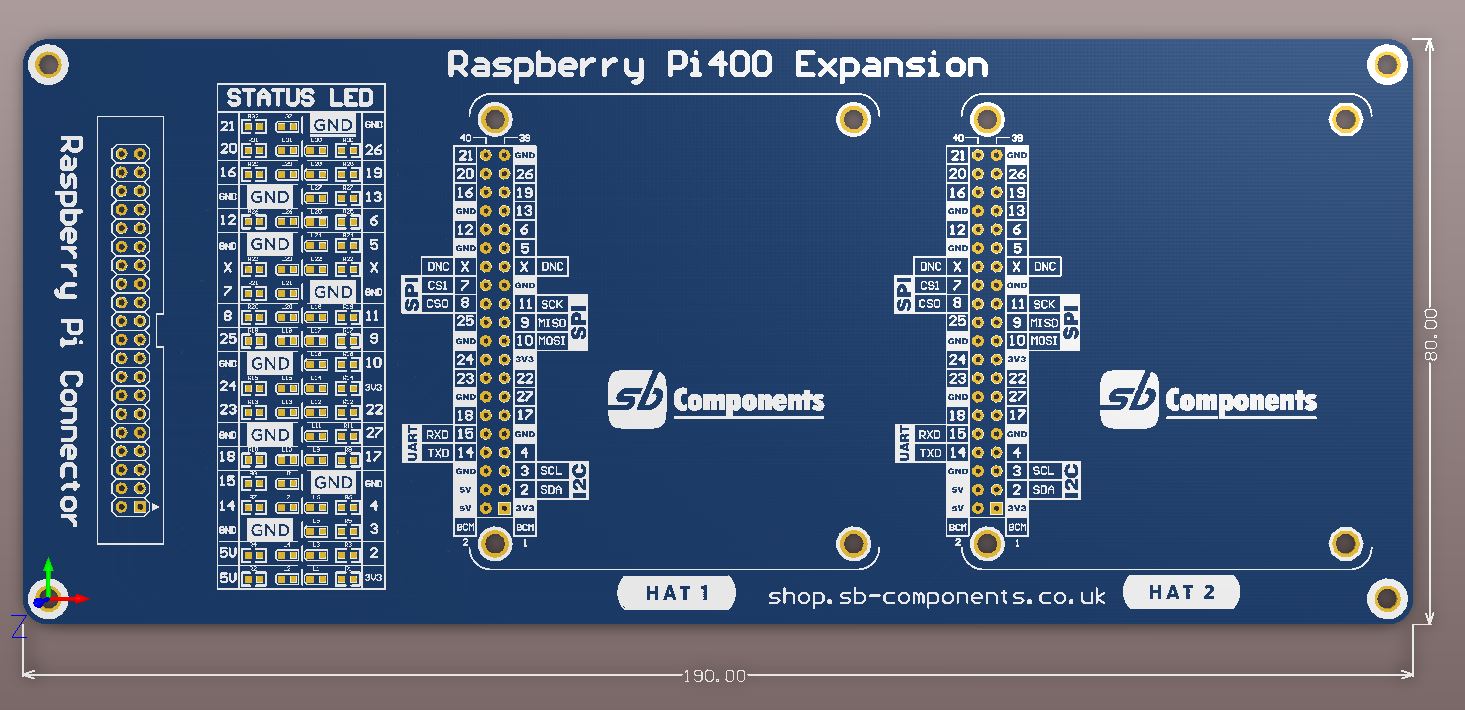 Raspberry Pi400 Expansion
Raspberry Pi Connector
STATUS LED
21 GND GND
20 26
16 19
GND GND 13
12 6
GND GND 5
X X
7 GND GND
8 11
25 9
GND GND 10
24 3V3
23 22
GND GND 27
18 17
15 GND GND
14 4
GND GND 3
5V 2
5V 3V3
40 39
21 GND
20 26
16 19
GND 13
12 6
GND 5
DNC X X DNC
SPI
CS1 7 GND
CS0 8 11 SCK
25 9 MISO
GND 10 MOSI
SPI
24 3V3
23 22
GND 27
18 17
UART
RXD 15 GND
TXD 14 4
GND 3 SCL
5V 2 SDA
I2C
5V 3V3
BCM BCM
2 1
sb Components
HAT 1
40 39
21 GND
20 26
16 19
GND 13
12 6
GND 5
DNC X X DNC
SPI
CS1 7 GND
CS0 8 11 SCK
25 9 MISO
GND 10 MOSI
SPI
24 3V3
23 22
GND 27
18 17
UART
RXD 15 GND
TXD 14 4
GND 3 SCL
5V 2 SDA
I2C
5V 3V3
BCM BCM
2 1
sb Components
HAT 2
shop.sb-components.co.uk
Z
80.00
190.00